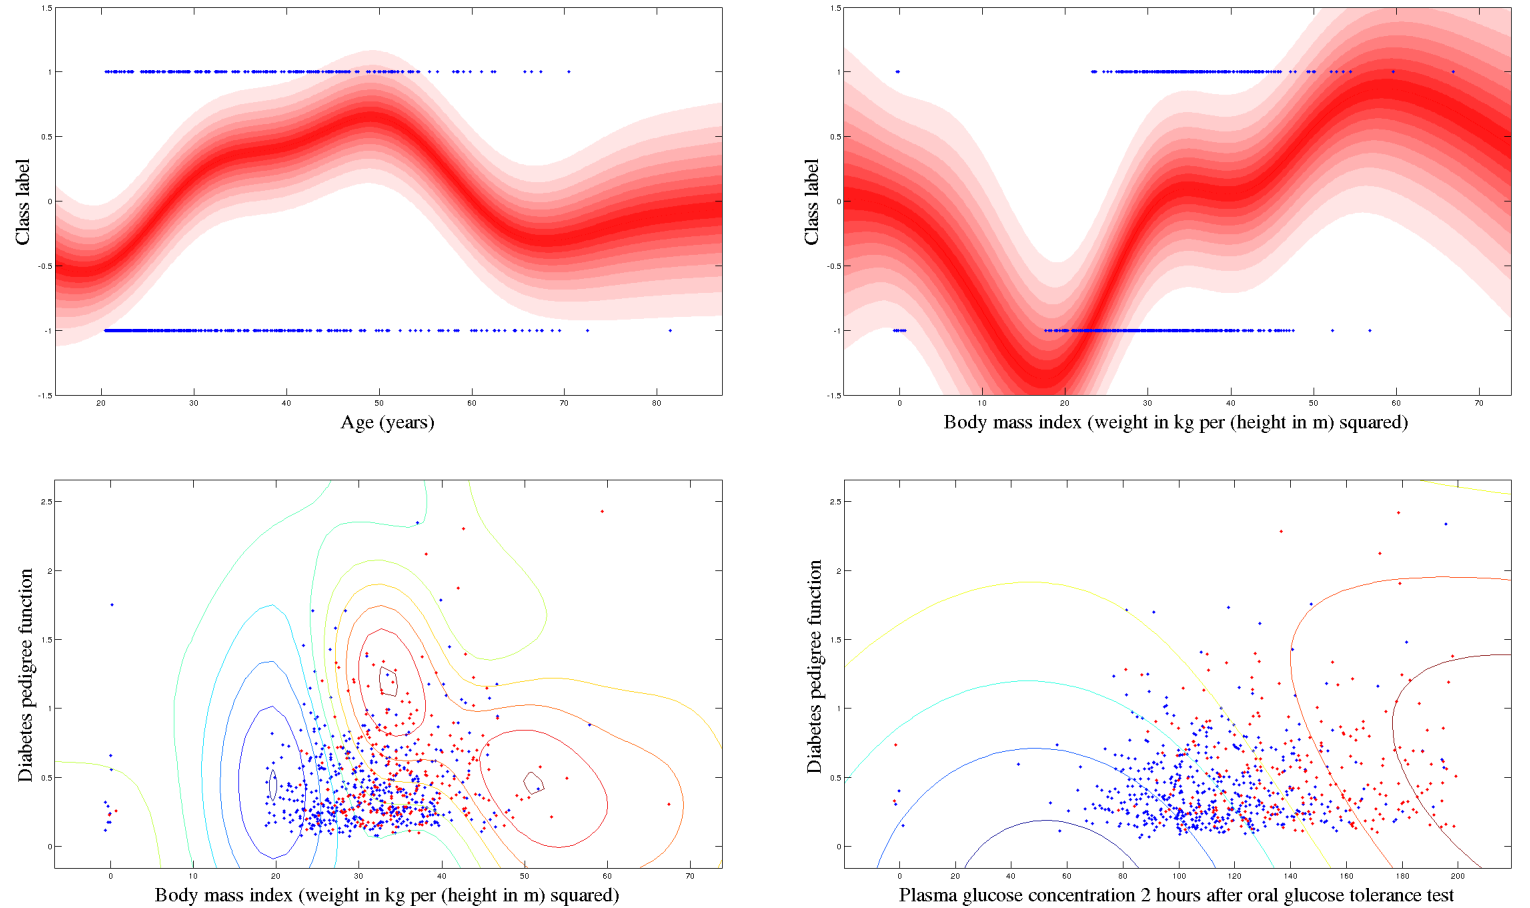 1.5
1
0.5
0
-0.5
-1
-1.5
Class label
20 30 40 50 60 70 80
Age (years)
1.5
1
0.5
0
-0.5
-1
-1.5
Class label
0 10 20 30 40 50 60 70
Body mass index (weight in kg per (height in m) squared)
2.5
2
1.5
1
0.5
0
Diabetes pedigree function
0 10 20 30 40 50 60 70
Body mass index (weight in kg per (height in m) squared)
2.5
2
1.5
1
0.5
0
Diabetes pedigree function
0 20 40 60 80 100 120 140 160 180 200
Plasma glucose concentration 2 hours after oral glucose tolerance test